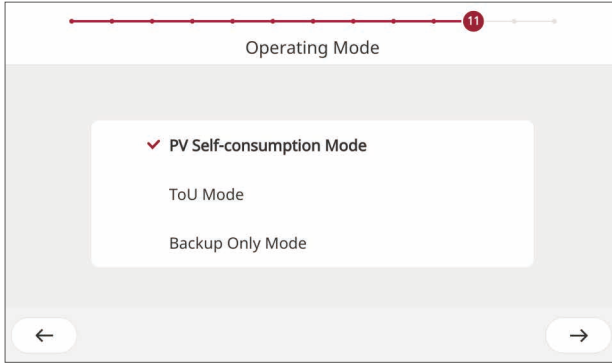 11
Operating Mode
PV Self-consumption Mode
ToU Mode
Backup Only Mode